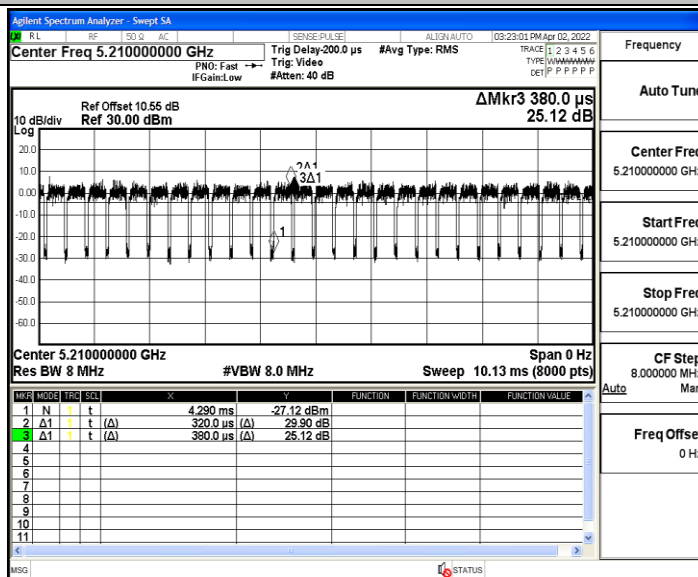 Agilent Spectrum Analyzer - Swept SA
RL RF 50 Ω AC SENSE:PULSE ALIGNAUTO 03:23:01 PM Apr 02, 2022
Center Freq 5.210000000 GHz
PNO: Fast
IFGain:Low
Trig Delay-200.0 µs
Trig: Video
#Atten: 40 dB
#Avg Type: RMS
TRACE 1 2 3 4 5 6
TYPE
DET P P P P P P
Ref Offset 10.55 dB
10 dB/div Ref 30.00 dBm
ΔMkr3 380.0 µs
25.12 dB
Log
20.0
10.0
0.00
-10.0
-20.0
-30.0
-40.0
-50.0
-60.0
2Δ1
3Δ1
1
Center 5.210000000 GHz Span 0 Hz
Res BW 8 MHz #VBW 8.0 MHz Sweep 10.13 ms (8000 pts)
MKR MODE TRC SCL X Y FUNCTION FUNCTION WIDTH FUNCTION VALUE
1 N 1 t 4.290 ms -27.12 dBm
2 Δ1 1 t (Δ) 320.0 µs (Δ) 29.90 dB
3 Δ1 1 t (Δ) 380.0 µs (Δ) 25.12 dB
4
5
6
7
8
9
10
11
MSG STATUS
Frequency
Auto Tune
Center Freq
5.210000000 GHz
Start Freq
5.210000000 GHz
Stop Freq
5.210000000 GHz
CF Step
8.000000 MHz
Auto Man
Freq Offset
0 Hz